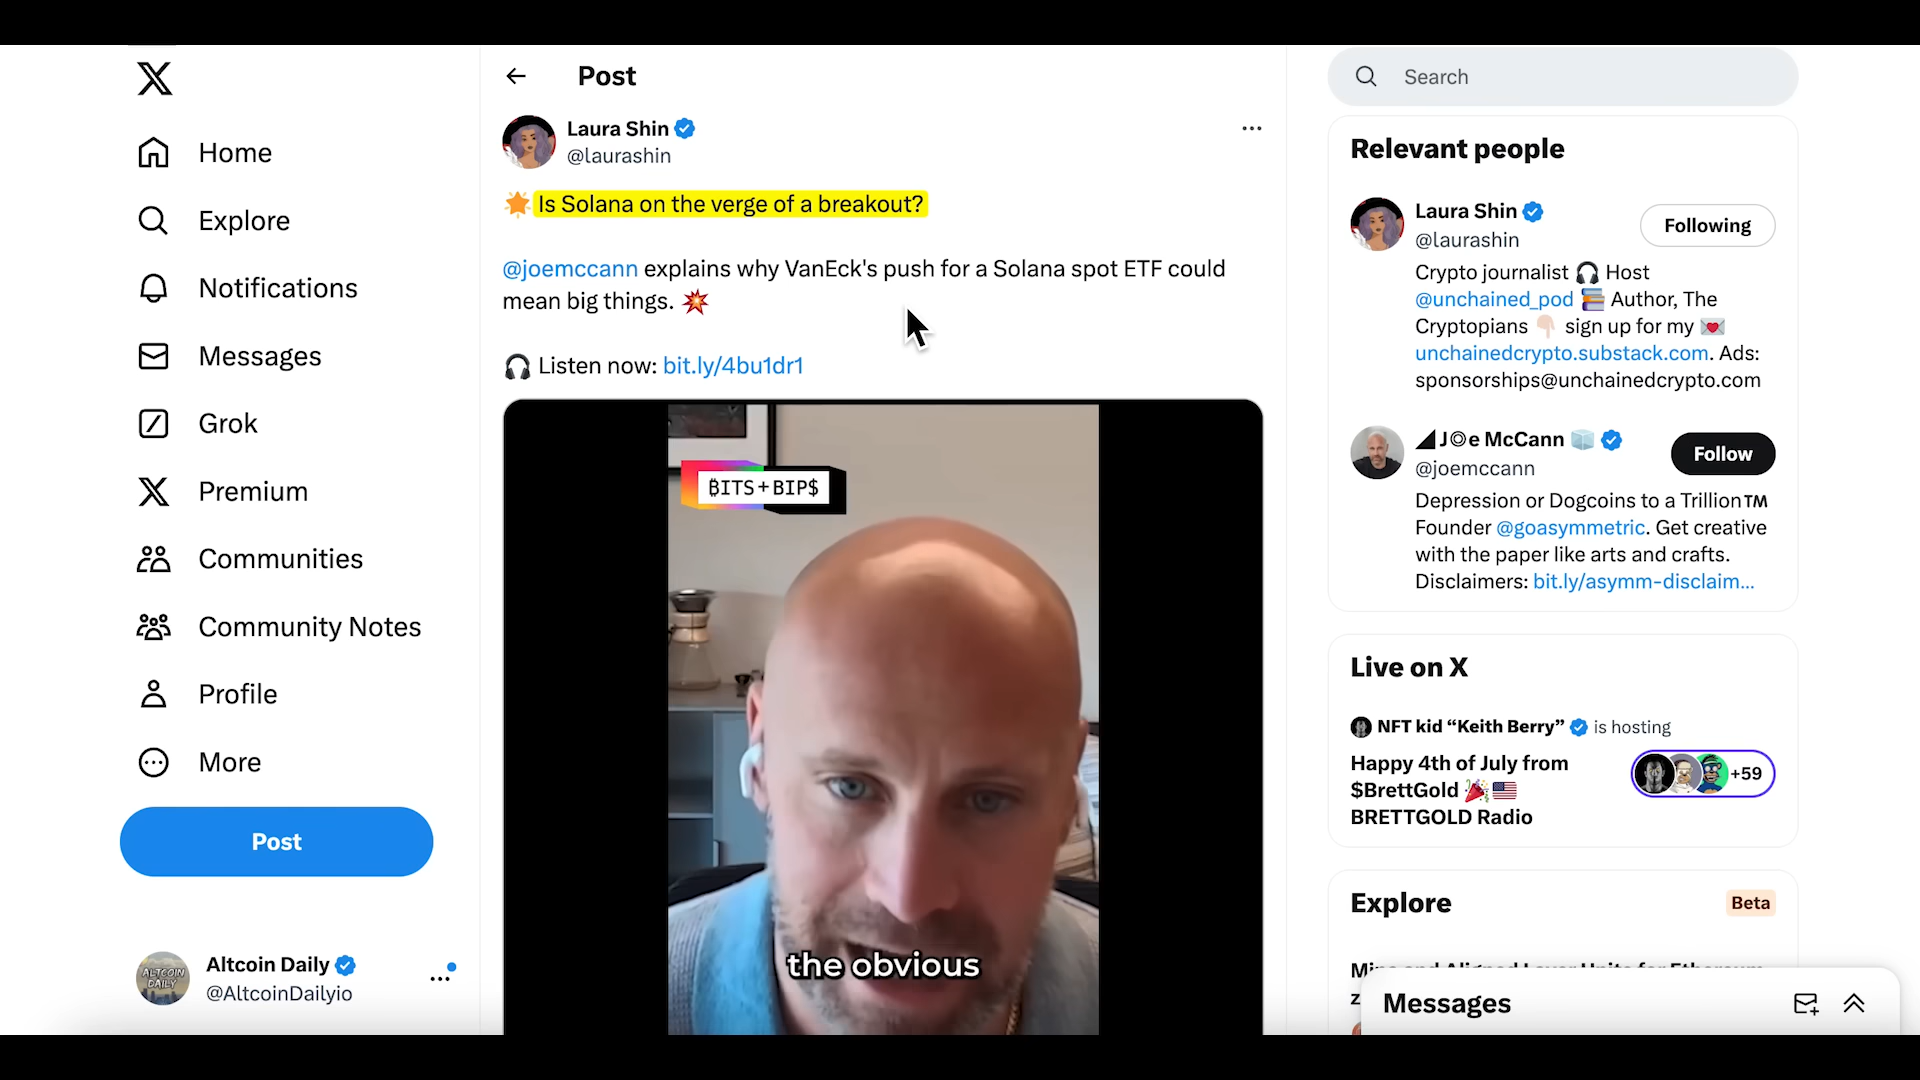 Home
Explore
Notifications
Messages
Grok
Premium
Communities
Community Notes
Profile
More
Post
ALTCOIN
DAILY
Altcoin Daily
@AltcoinDailyio
Post
Laura Shin
@laurashin
Is Solana on the verge of a breakout?
@joemccann explains why VanEck's push for a Solana spot ETF could
mean big things.
Listen now: bit.ly/4bu1dr1
₿ITS+BIP$
the obvious
Search
Relevant people
Laura Shin
@laurashin
Following
Crypto journalist 🎧 Host
@unchained_pod 📚 Author, The
Cryptopians 👇🏻 sign up for my 💌
unchainedcrypto.substack.com. Ads:
sponsorships@unchainedcrypto.com
◢ J◎e McCann
@joemccann
Follow
Depression or Dogcoins to a Trillion™
Founder @goasymmetric. Get creative
with the paper like arts and crafts.
Disclaimers: bit.ly/asymm-disclaim...
Live on X
NFT kid “Keith Berry” is hosting
Happy 4th of July from
$BrettGold 🎉🇺🇸
BRETTGOLD Radio
+59
Explore
Beta
Messages